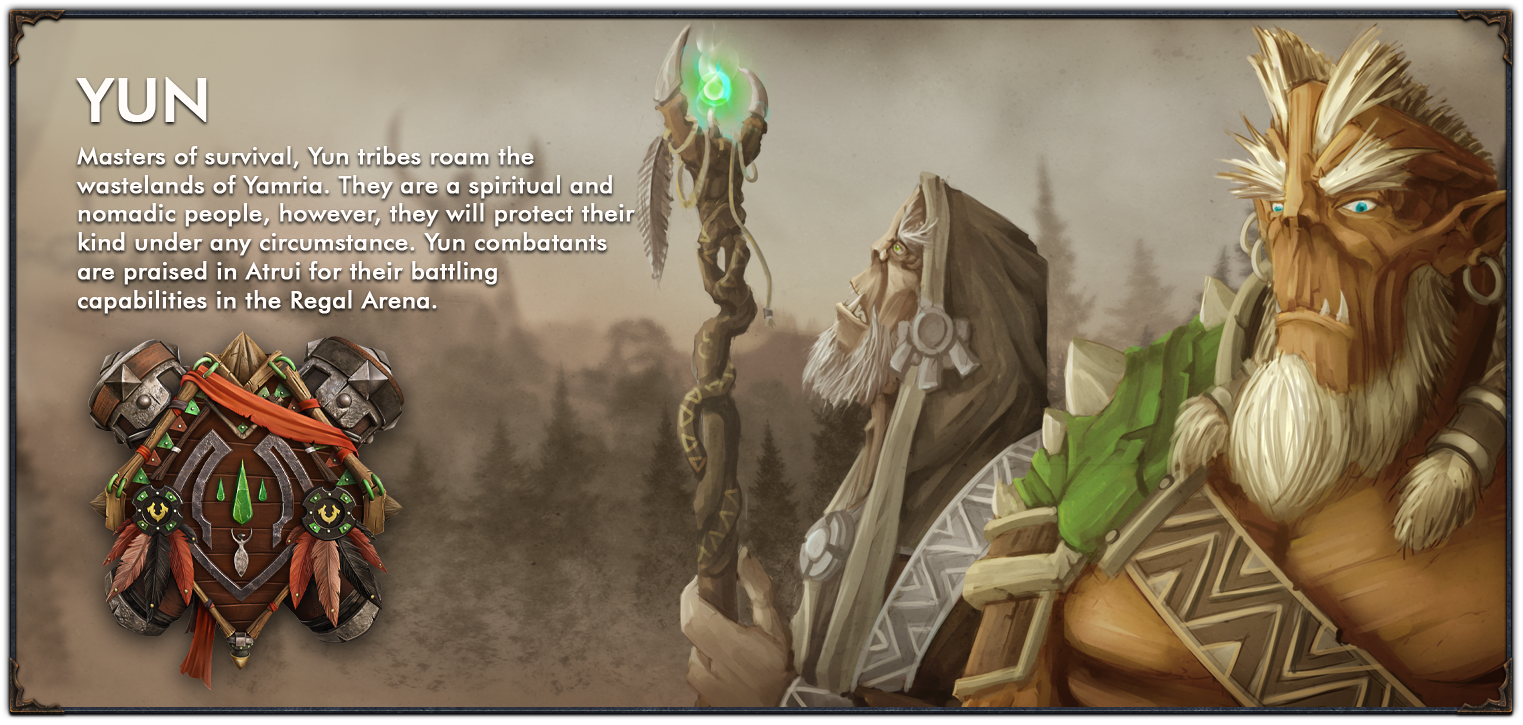 YUN
Masters of survival, Yun tribes roam the
wastelands of Yamria. They are a spiritual and
nomadic people, however, they will protect their
kind under any circumstance. Yun combatants
are praised in Atrui for their battling
capabilities in the Regal Arena.